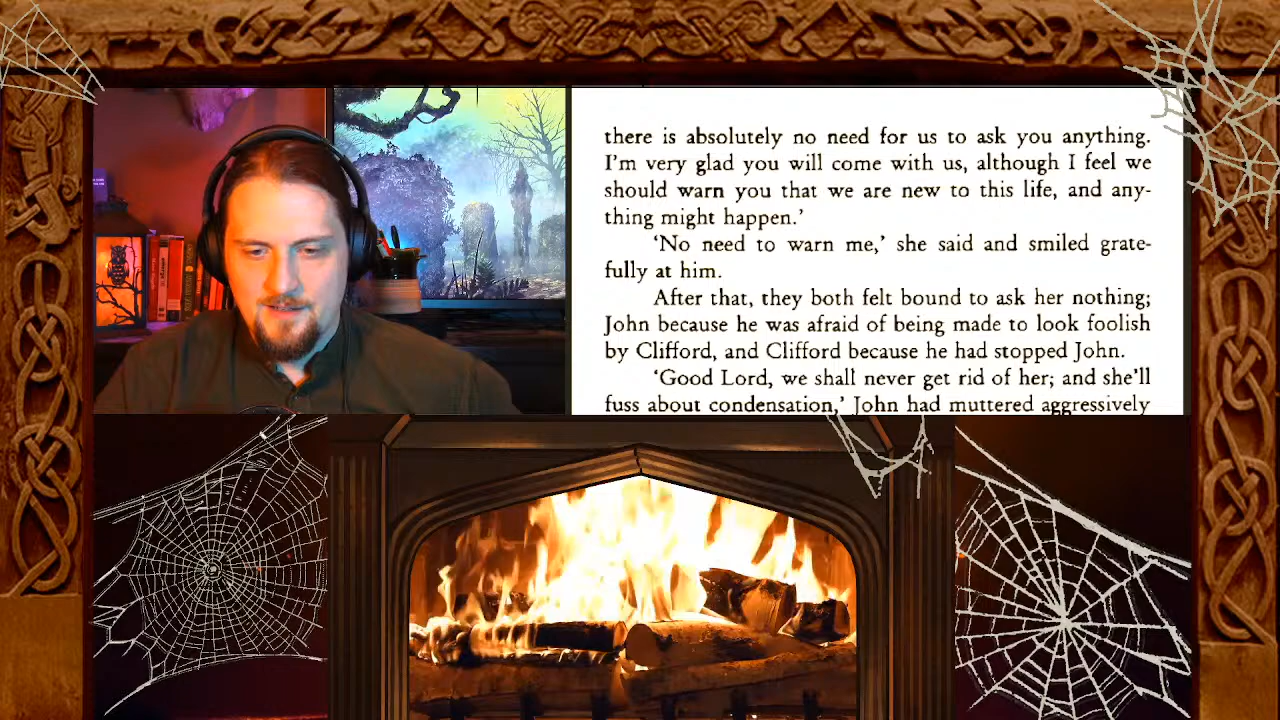 there is absolutely no need for us to ask you anything.
I'm very glad you will come with us, although I feel we
should warn you that we are new to this life, and any-
thing might happen.'
'No need to warn me,' she said and smiled grate-
fully at him.
After that, they both felt bound to ask her nothing;
John because he was afraid of being made to look foolish
by Clifford, and Clifford because he had stopped John.
'Good Lord, we shall never get rid of her; and she'll
fuss about condensation,' John had muttered aggressively